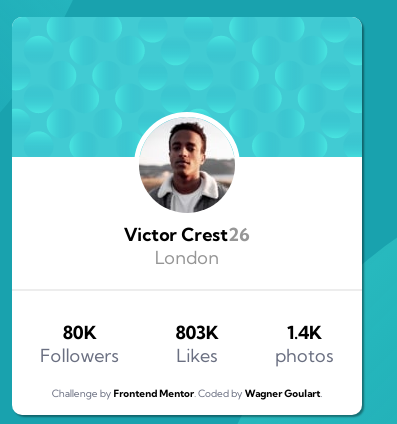 Victor Crest26
London
80K 803K 1.4K
Followers Likes photos
Challenge by Frontend Mentor. Coded by Wagner Goulart.